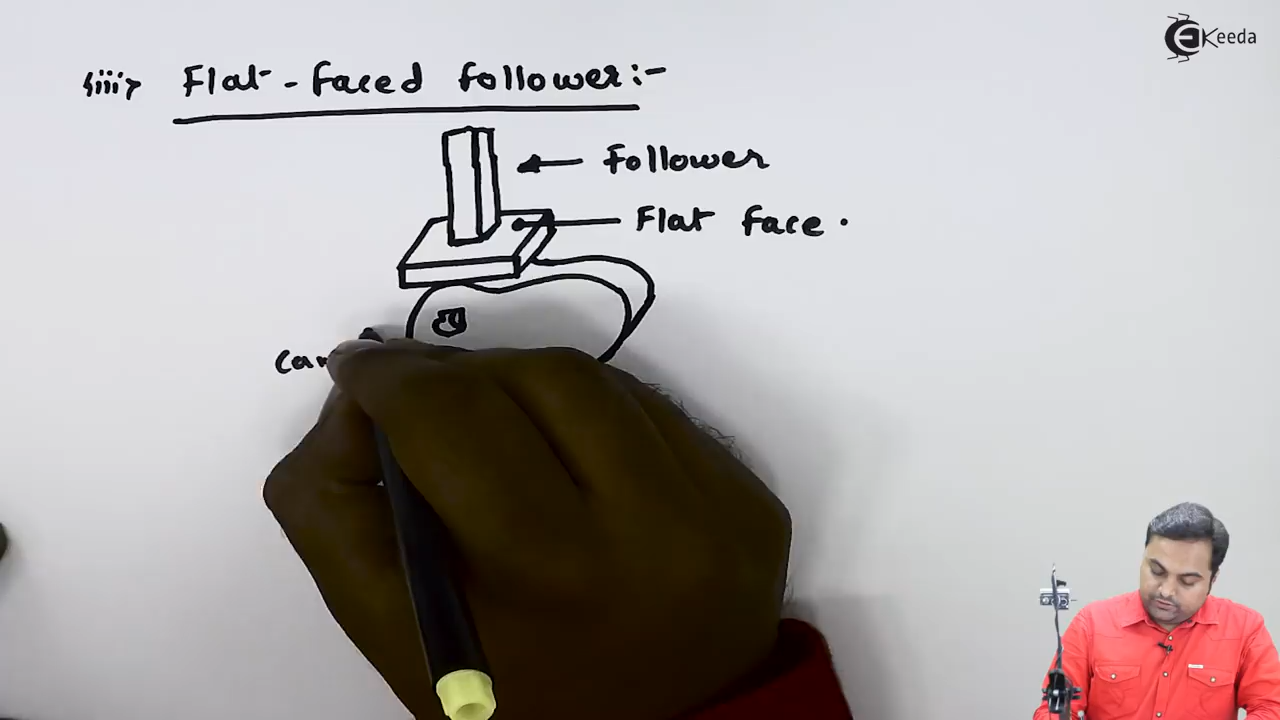 Keeda
(iii) Flat-faced follower:-
Follower
Flat face.